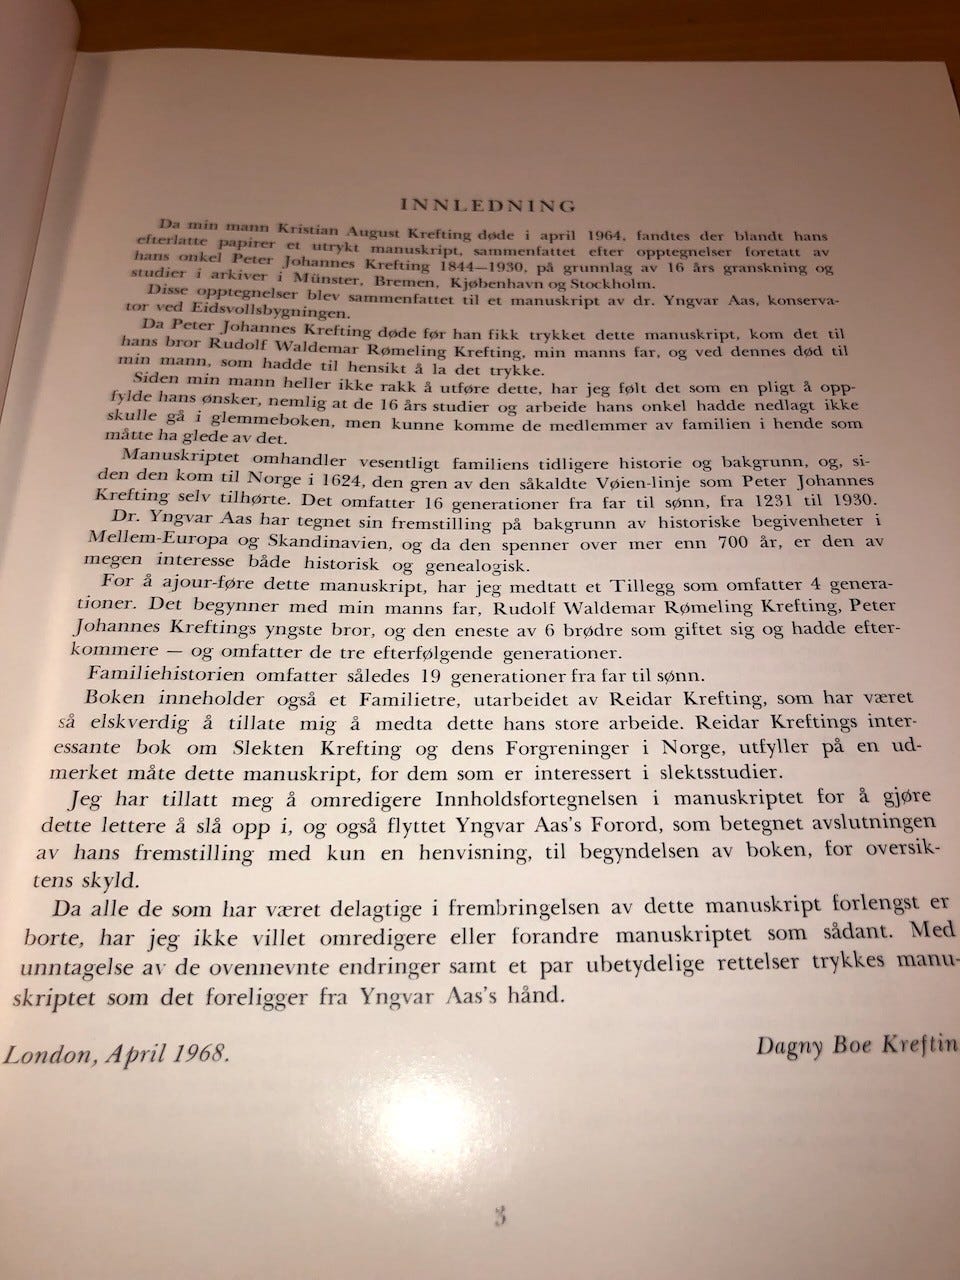 INNLEDNING
Da min mann Kristian August Krefting døde i april 1964, fandtes der blandt hans
efterlatte papirer et utrykt manuskript, sammenfattet efter opptegnelser foretatt av
hans onkel Peter Johannes Krefting 1844—1930, på grunnlag av 16 års granskning og
studier i arkiver i Münster, Bremen, Kjøbenhavn og Stockholm.
Disse opptegnelser blev sammenfattet til et manuskript av dr. Yngvar Aas, konserva-
tor ved Eidsvollsbygningen.
Da Peter Johannes Krefting døde før han fikk trykket dette manuskript, kom det til
hans bror Rudolf Waldemar Rømeling Krefting, min manns far, og ved dennes død til
min mann, som hadde til hensikt å la det trykke.
Siden min mann heller ikke rakk å utføre dette, har jeg følt det som en pligt å opp-
fylde hans ønsker, nemlig at de 16 års studier og arbeide hans onkel hadde nedlagt ikke
skulle gå i glemmeboken, men kunne komme de medlemmer av familien i hende som
måtte ha glede av det.
Manuskriptet omhandler vesentligt familiens tidligere historie og bakgrunn, og, si-
den den kom til Norge i 1624, den gren av den såkaldte Vøien-linje som Peter Johannes
Krefting selv tilhørte. Det omfatter 16 generationer fra far til sønn, fra 1231 til 1930.
Dr. Yngvar Aas har tegnet sin fremstilling på bakgrunn av historiske begivenheter i
Mellem-Europa og Skandinavien, og da den spenner over mer enn 700 år, er den av
megen interesse både historisk og genealogisk.
For å ajour-føre dette manuskript, har jeg medtatt et Tillegg som omfatter 4 genera-
tioner. Det begynner med min manns far, Rudolf Waldemar Rømeling Krefting, Peter
Johannes Kreftings yngste bror, og den eneste av 6 brødre som giftet sig og hadde efter-
kommere — og omfatter de tre efterfølgende generationer.
Familiehistorien omfatter således 19 generationer fra far til sønn.
Boken inneholder også et Familietre, utarbeidet av Reidar Krefting, som har været
så elskverdig å tillate mig å medta dette hans store arbeide. Reidar Kreftings inter-
essante bok om Slekten Krefting og dens Forgreninger i Norge, utfyller på en ud-
merket måte dette manuskript, for dem som er interessert i slektsstudier.
Jeg har tillatt meg å omredigere Innholdsfortegnelsen i manuskriptet for å gjøre
dette lettere å slå opp i, og også flyttet Yngvar Aas's Forord, som betegnet avslutningen
av hans fremstilling med kun en henvisning, til begyndelsen av boken, for oversik-
tens skyld.
Da alle de som har været delagtige i frembringelsen av dette manuskript forlengst er
borte, har jeg ikke villet omredigere eller forandre manuskriptet som sådant. Med
unntagelse av de ovennevnte endringer samt et par ubetydelige rettelser trykkes manu-
skriptet som det foreligger fra Yngvar Aas's hånd.
London, April 1968.
Dagny Boe Kreftin
3